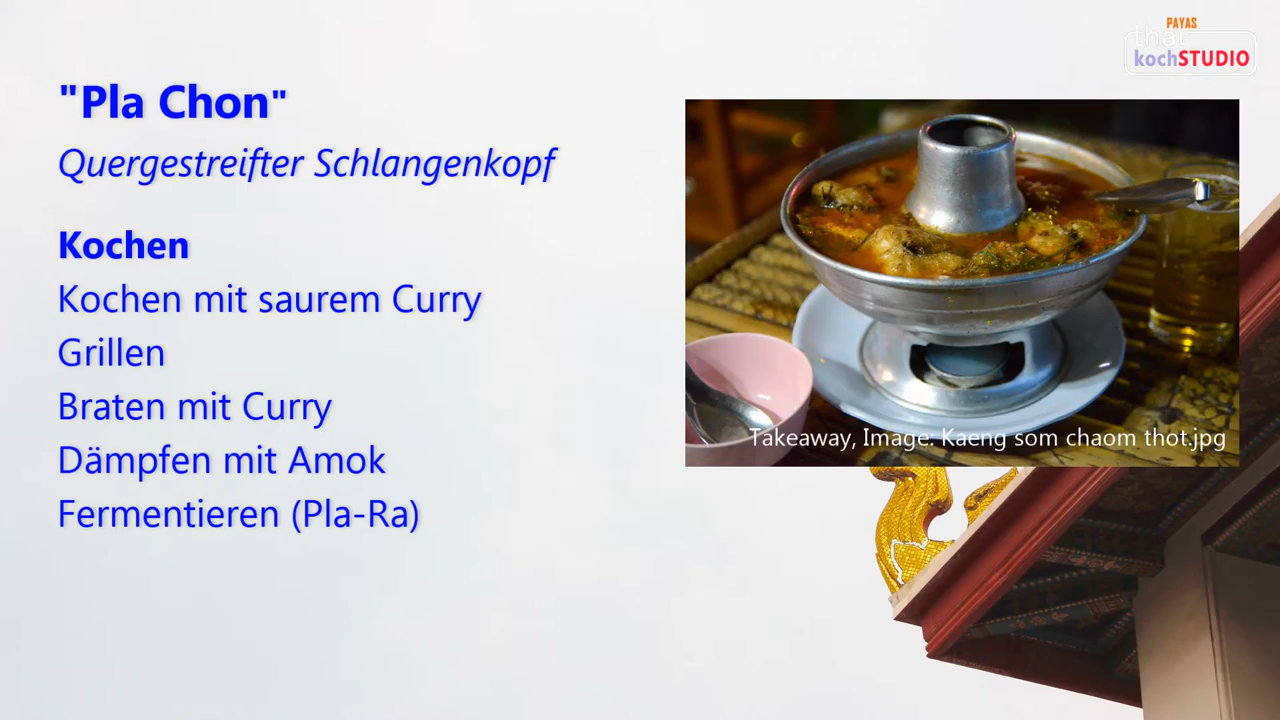 PAYAS
thai
kochSTUDIO
"Pla Chon"
Quergestreifter Schlangenkopf
Kochen
Kochen mit saurem Curry
Grillen
Braten mit Curry
Dämpfen mit Amok
Fermentieren (Pla-Ra)
Takeaway, Image: Kaeng som chaom thot.jpg